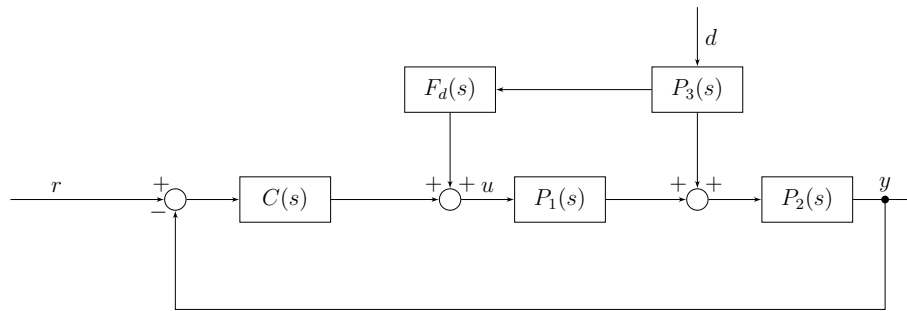 d
F_d(s)
P_3(s)
r
+
−
C(s)
+
+
u
P_1(s)
+
+
P_2(s)
y